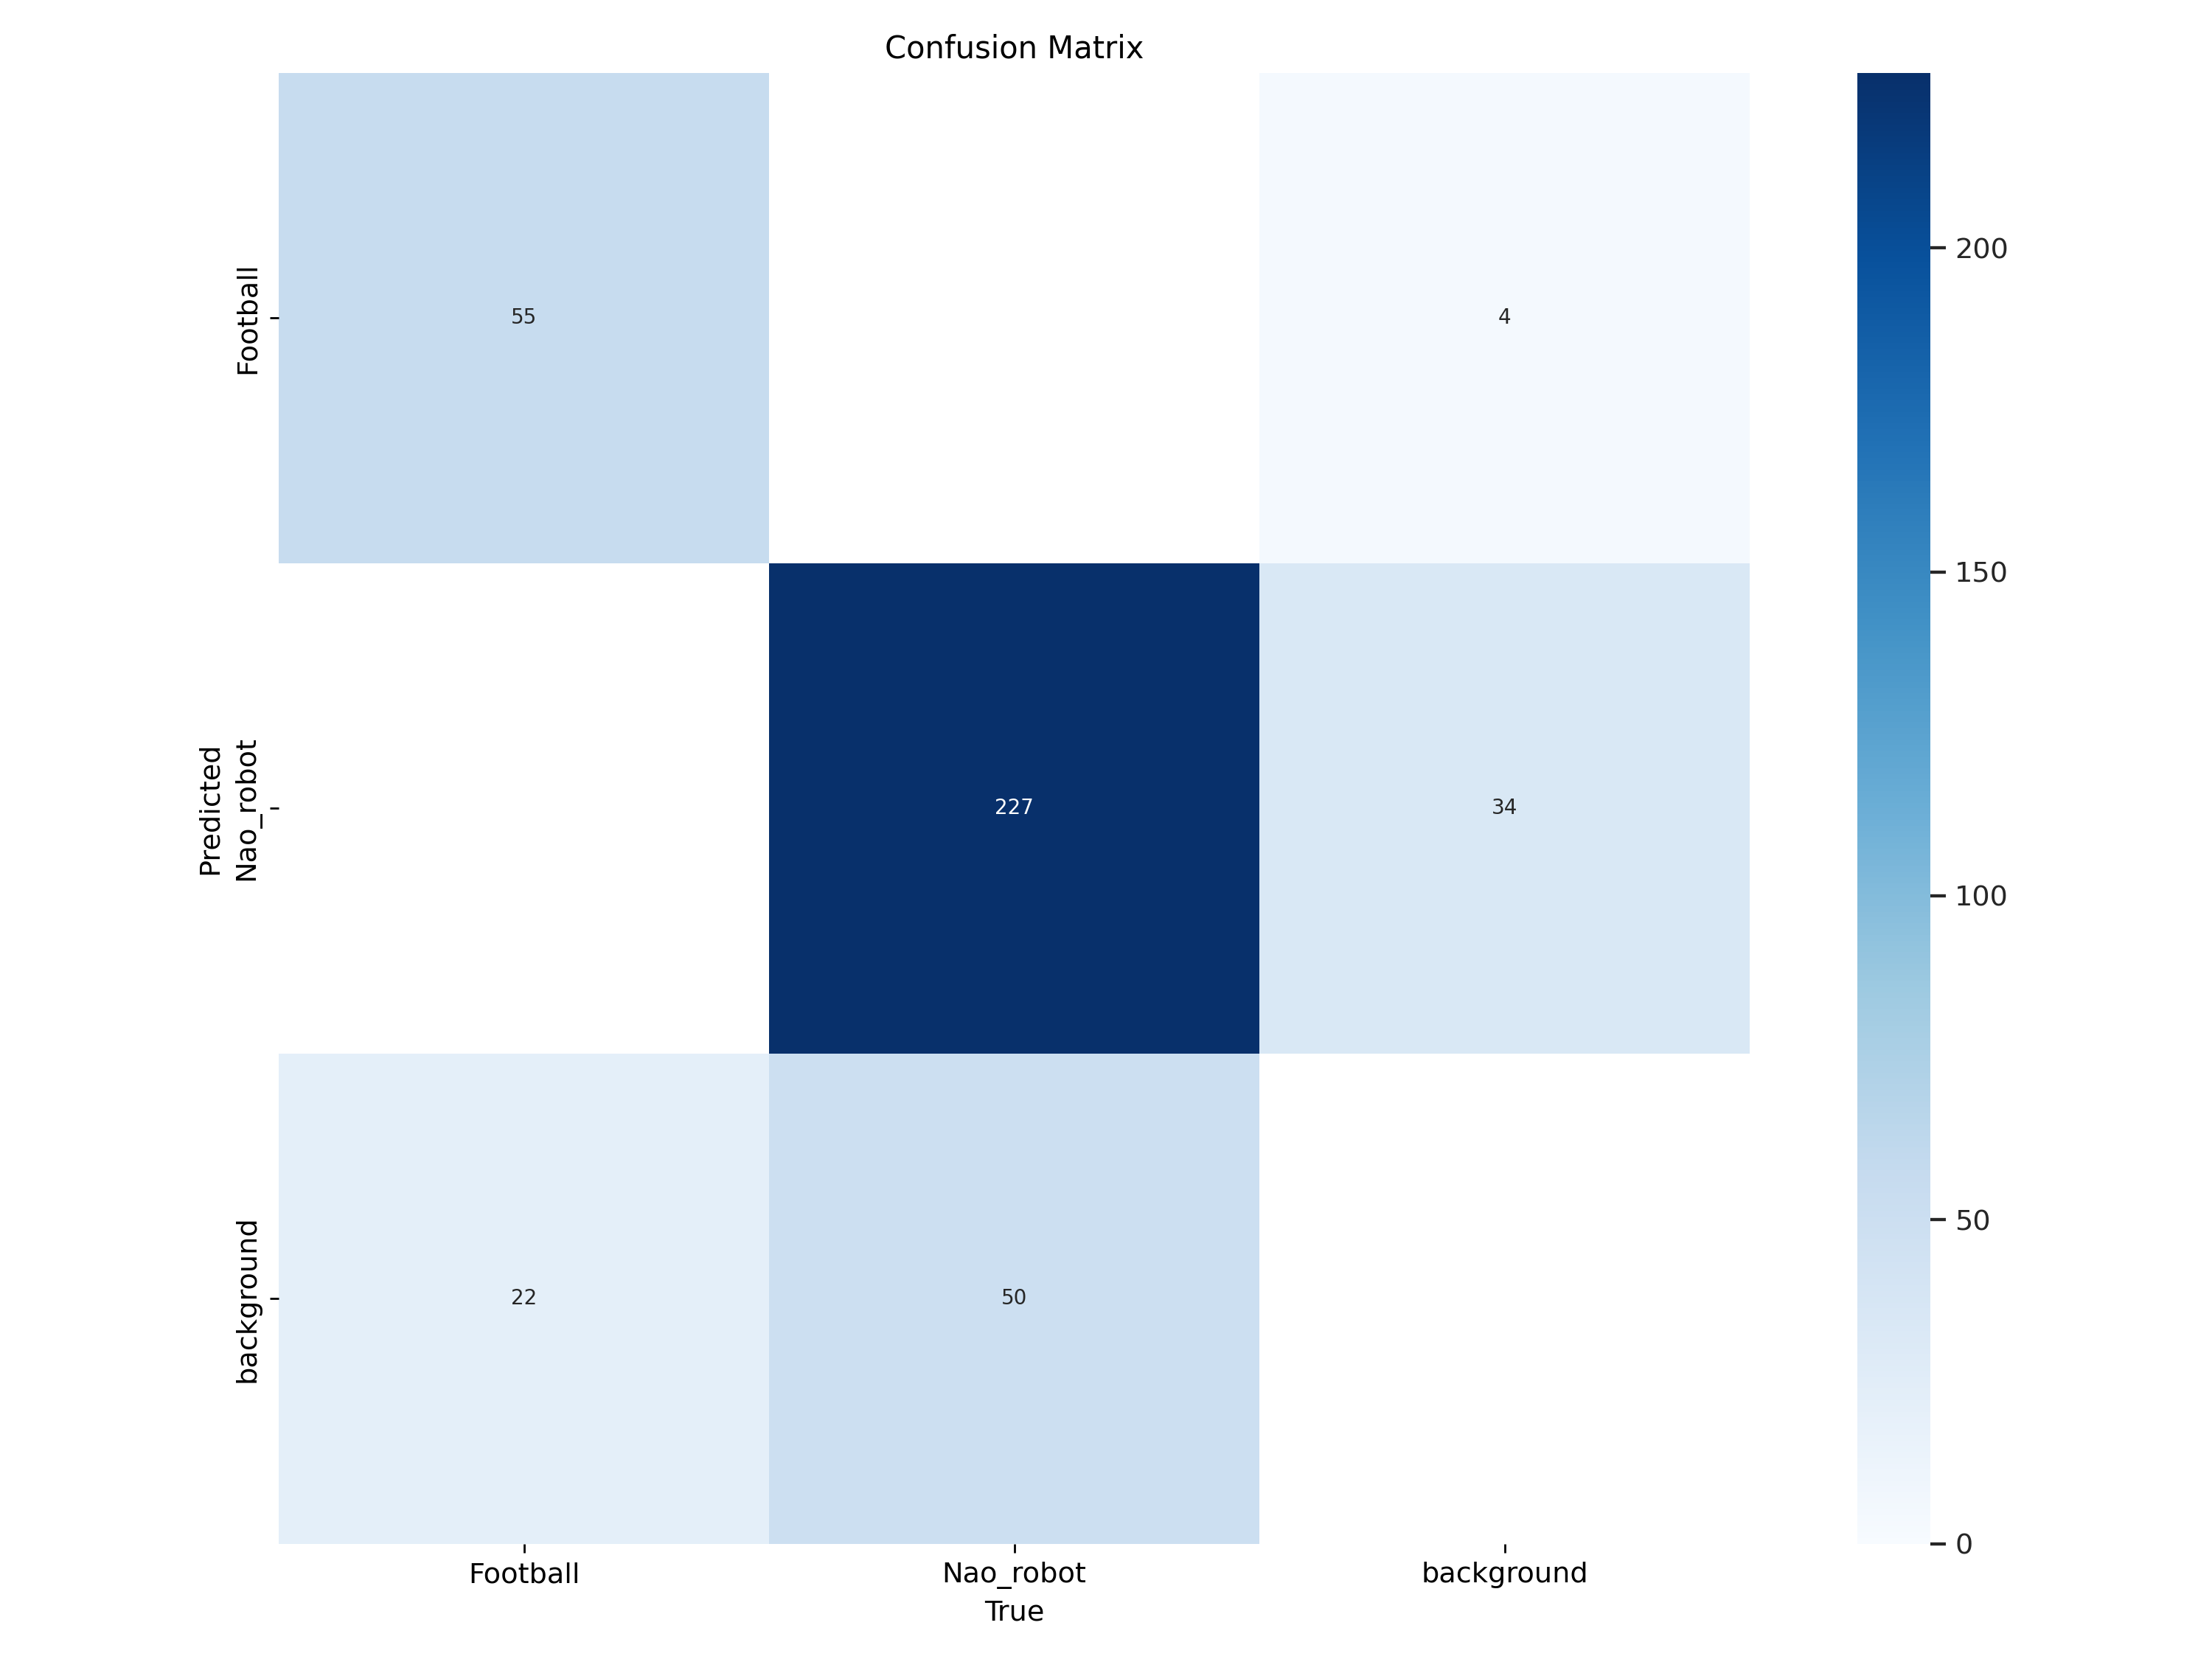 Confusion Matrix
Football
55
4
200
150
Predicted
Nao_robot
227
34
100
background
22
50
50
0
Football
Nao_robot
background
True